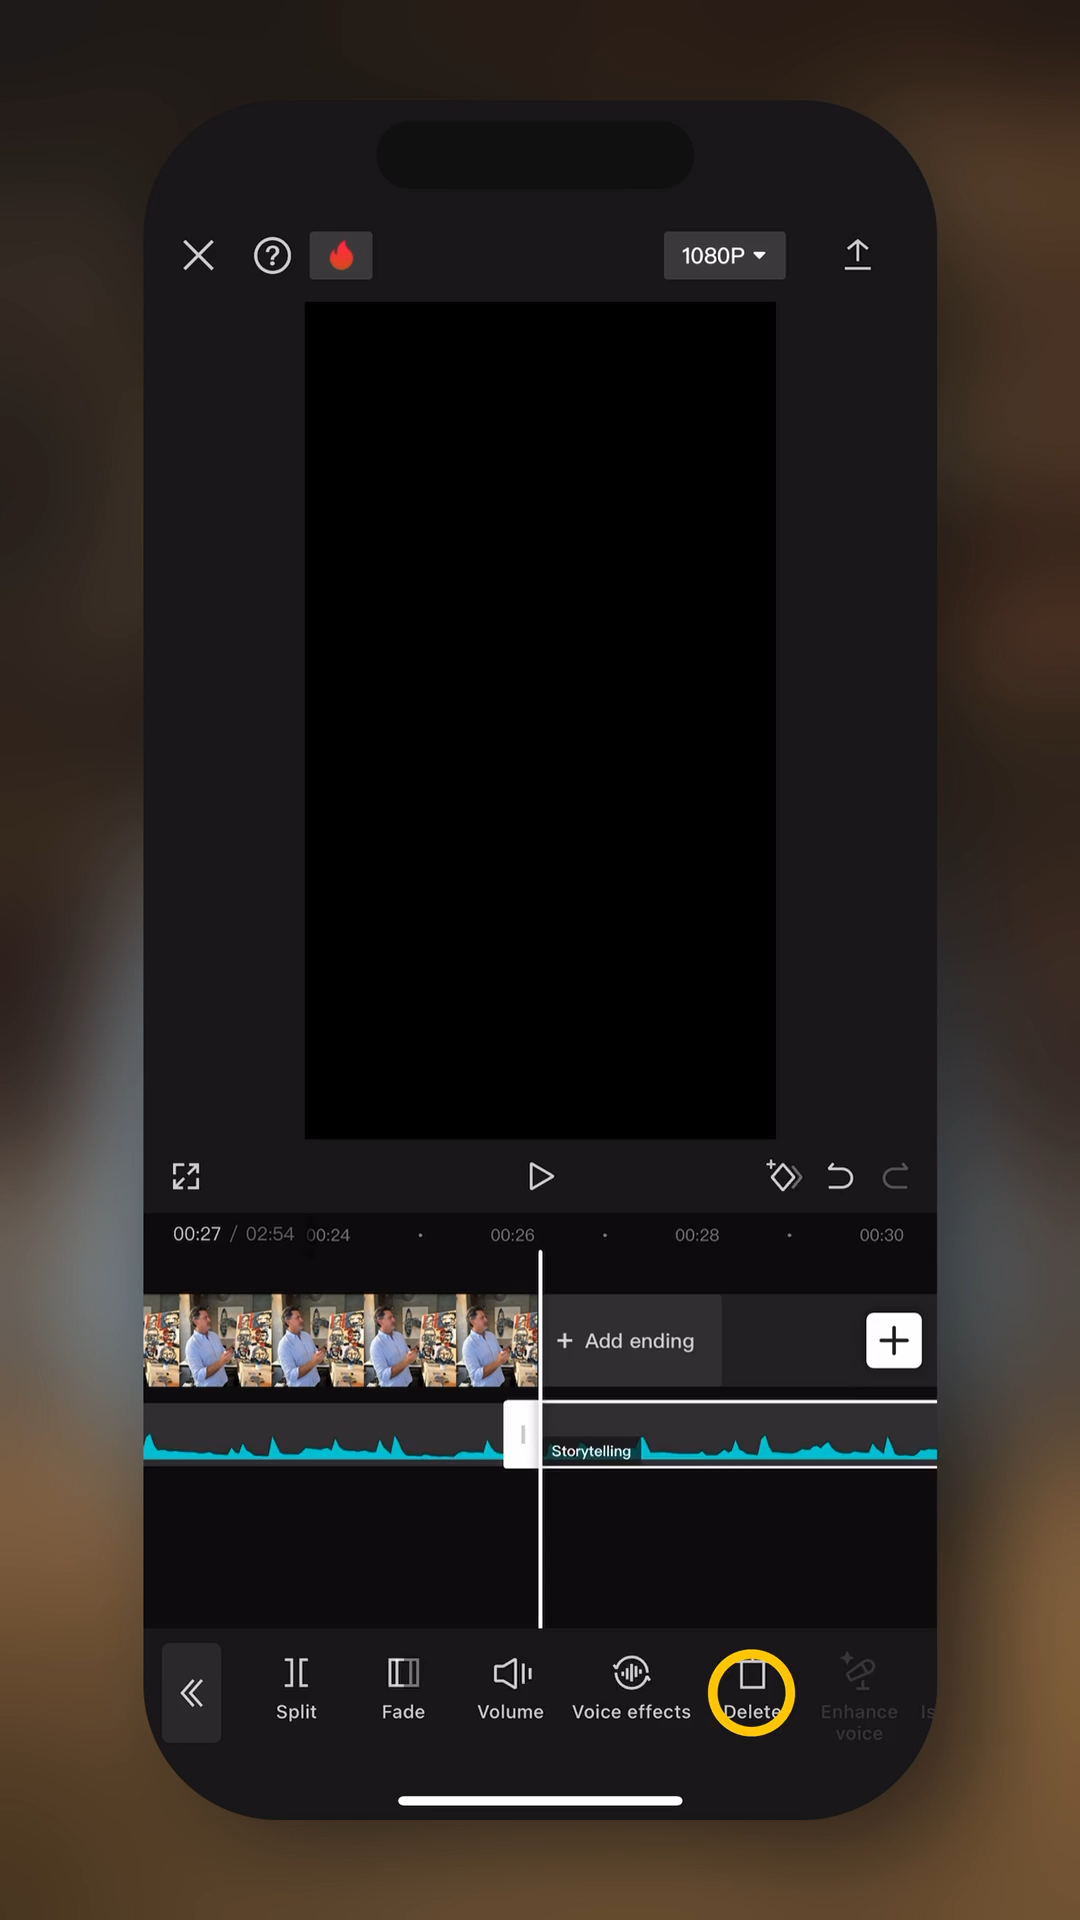 ?
1080P
00:27 / 02:54
00:24
00:26
00:28
00:30
+ Add ending
Storytelling
Split
Fade
Volume
Voice effects
Delete
Enhance
voice
Is